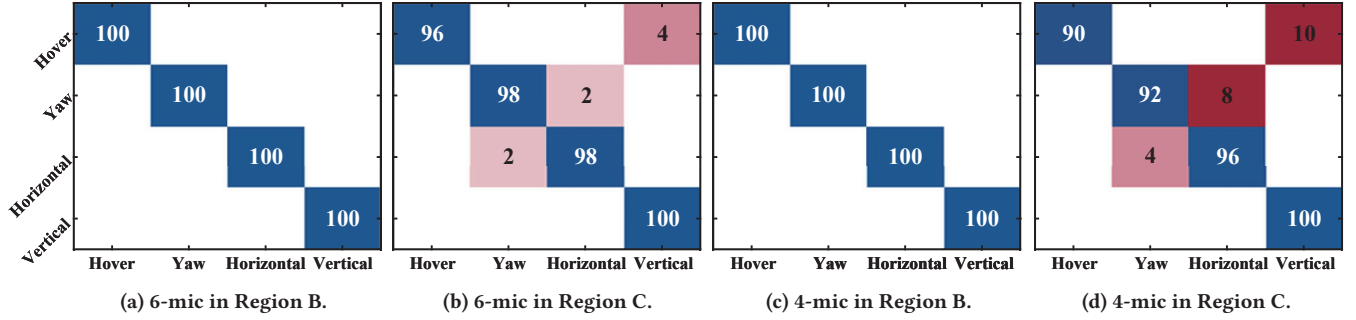 Hover
Yaw
Horizontal
Vertical
100
100
100
100
Hover Yaw Horizontal Vertical
(a) 6-mic in Region B.
96 4
98 2
2 98
100
Hover Yaw Horizontal Vertical
(b) 6-mic in Region C.
100
100
100
100
Hover Yaw Horizontal Vertical
(c) 4-mic in Region B.
90 10
92 8
4 96
100
Hover Yaw Horizontal Vertical
(d) 4-mic in Region C.